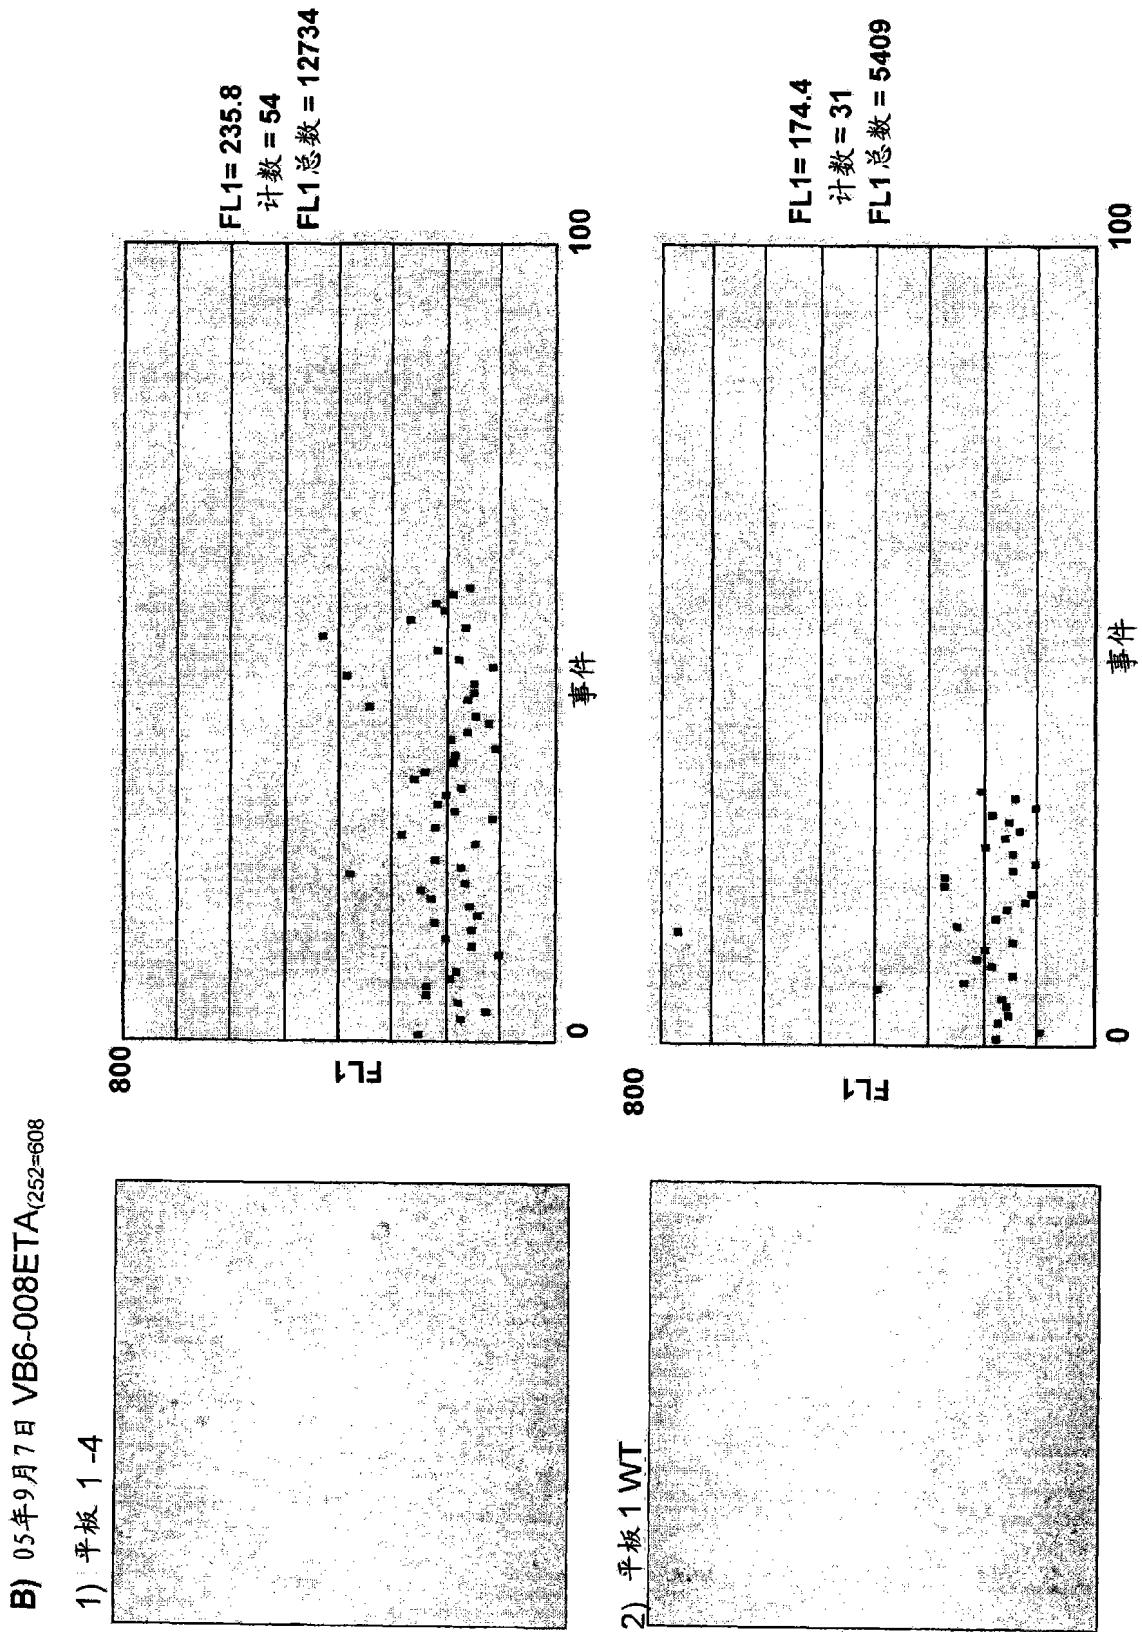 B) 05年9月7日 VB6-008ETA(252=608
1) 平板 1-4
800
FL1
0
事件
100
FL1= 235.8
计数 = 54
FL1 总数 = 12734
2) 平板 1 WT
800
FL1
0
事件
100
FL1= 174.4
计数 = 31
FL1 总数 = 5409